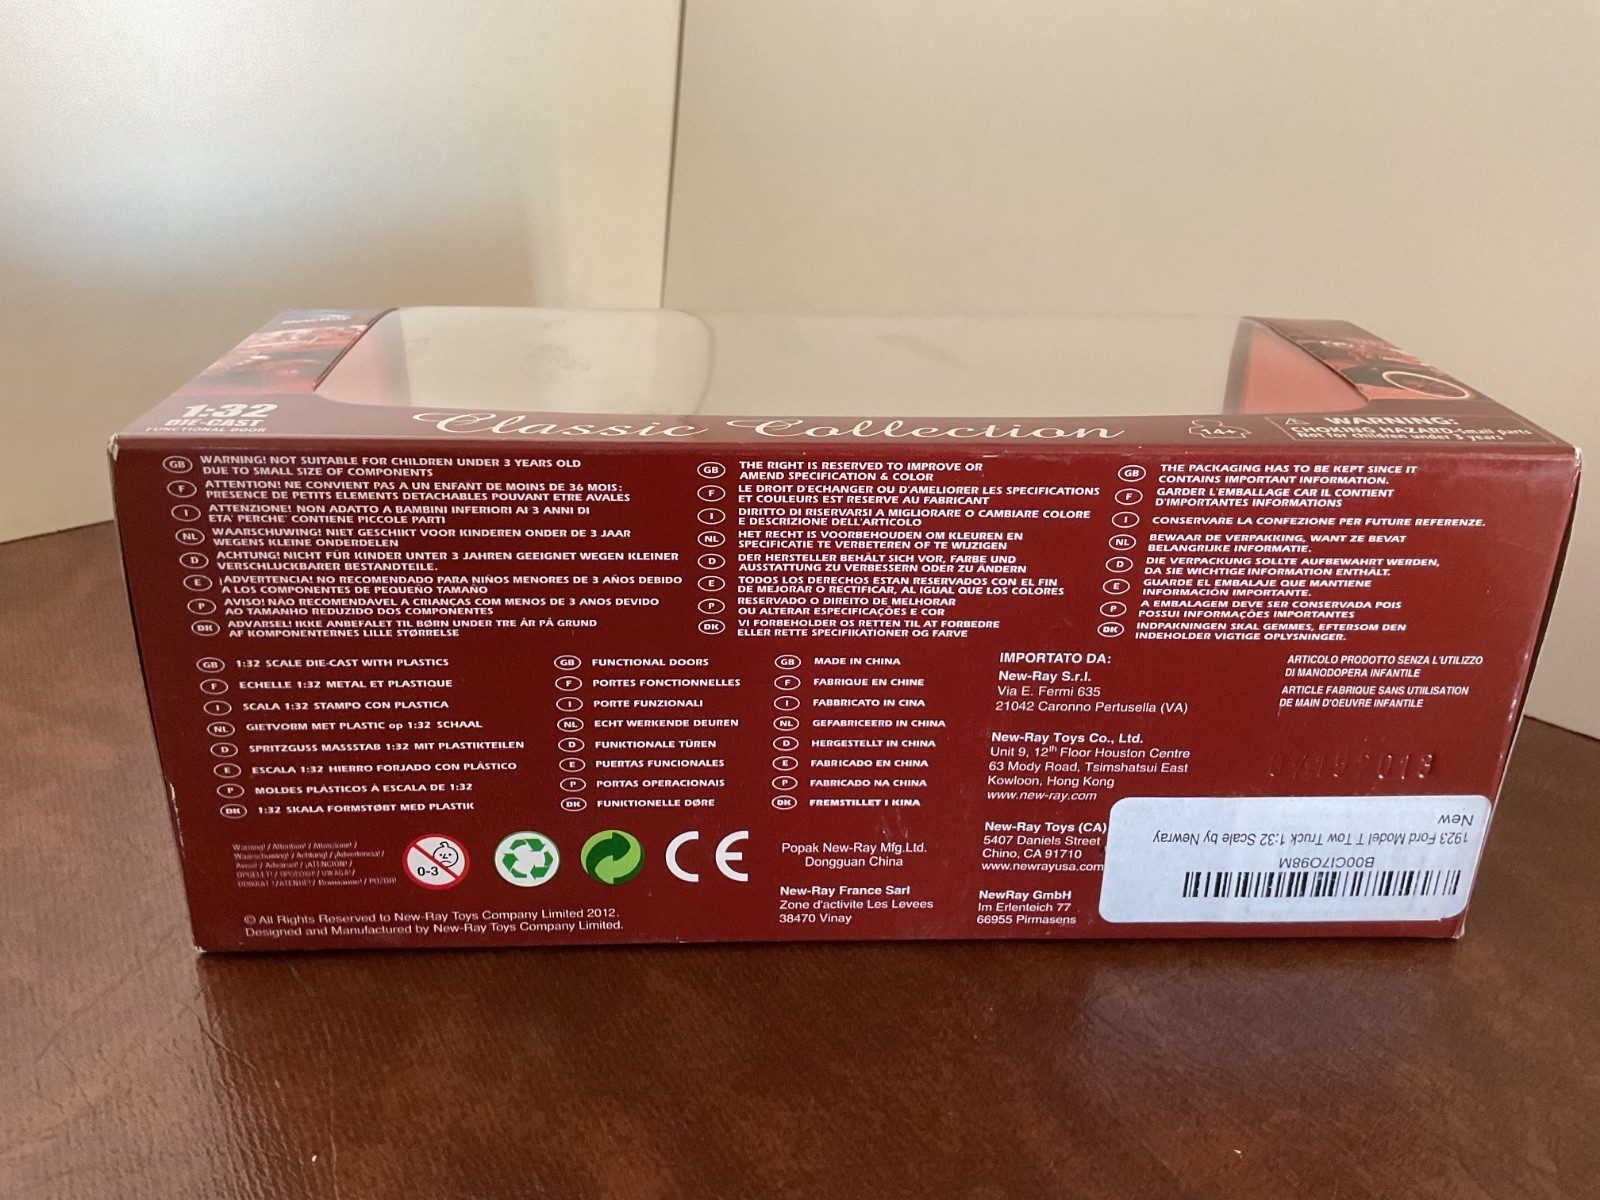 1:32
DIE-CAST
FUNCTIONAL DOOR
Classic Collection
14+
WARNING:
CHOKING HAZARD-Small parts
Not for children under 3 years
GB WARNING! NOT SUITABLE FOR CHILDREN UNDER 3 YEARS OLD
DUE TO SMALL SIZE OF COMPONENTS
F ATTENTION! NE CONVIENT PAS A UN ENFANT DE MOINS DE 36 MOIS:
PRESENCE DE PETITS ELEMENTS DETACHABLES POUVANT ETRE AVALES
I ATTENZIONE! NON ADATTO A BAMBINI INFERIORI AI 3 ANNI DI
ETA' PERCHE' CONTIENE PICCOLE PARTI
NL WAARSCHUWING! NIET GESCHIKT VOOR KINDEREN ONDER DE 3 JAAR
WEGENS KLEINE ONDERDELEN
D ACHTUNG! NICHT FÜR KINDER UNTER 3 JAHREN GEEIGNET WEGEN KLEINER
VERSCHLUCKBARER BESTANDTEILE.
E ¡ADVERTENCIA! NO RECOMENDADO PARA NIÑOS MENORES DE 3 AÑOS DEBIDO
A LOS COMPONENTES DE PEQUEÑO TAMAÑO
P AVISO! NÃO RECOMENDÁVEL A CRIANÇAS COM MENOS DE 3 ANOS DEVIDO
AO TAMANHO REDUZIDO DOS COMPONENTES
DK ADVARSEL! IKKE ANBEFALET TIL BØRN UNDER TRE ÅR PÅ GRUND
AF KOMPONENTERNES LILLE STØRRELSE
GB THE RIGHT IS RESERVED TO IMPROVE OR
AMEND SPECIFICATION & COLOR
F LE DROIT D'ECHANGER OU D'AMELIORER LES SPECIFICATIONS
ET COULEURS EST RESERVE AU FABRICANT
I DIRITTO DI RISERVARSI A MIGLIORARE O CAMBIARE COLORE
E DESCRIZIONE DELL'ARTICOLO
NL HET RECHT IS VOORBEHOUDEN OM KLEUREN EN
SPECIFICATIE TE VERBETEREN OF TE WIJZIGEN
D DER HERSTELLER BEHÄLT SICH VOR, FARBE UND
AUSSTATTUNG ZU VERBESSERN ODER ZU ÄNDERN
E TODOS LOS DERECHOS ESTAN RESERVADOS CON EL FIN
DE MEJORAR O RECTIFICAR, AL IGUAL QUE LOS COLORES
P RESERVADO O DIREITO DE MELHORAR
OU ALTERAR ESPECIFICAÇÕES E COR
DK VI FORBEHOLDER OS RETTEN TIL AT FORBEDRE
ELLER RETTE SPECIFIKATIONER OG FARVE
GB THE PACKAGING HAS TO BE KEPT SINCE IT
CONTAINS IMPORTANT INFORMATION.
F GARDER L'EMBALLAGE CAR IL CONTIENT
D'IMPORTANTES INFORMATIONS
I CONSERVARE LA CONFEZIONE PER FUTURE REFERENZE.
NL BEWAAR DE VERPAKKING, WANT ZE BEVAT
BELANGRIJKE INFORMATIE.
D DIE VERPACKUNG SOLLTE AUFBEWAHRT WERDEN,
DA SIE WICHTIGE INFORMATION ENTHÄLT.
E GUARDE EL EMBALAJE QUE MANTIENE
INFORMACIÓN IMPORTANTE.
P A EMBALAGEM DEVE SER CONSERVADA POIS
POSSUI INFORMAÇÕES IMPORTANTES
DK INDPAKNINGEN SKAL GEMMES, EFTERSOM DEN
INDEHOLDER VIGTIGE OPLYSNINGER.
GB 1:32 SCALE DIE-CAST WITH PLASTICS
F ECHELLE 1:32 METAL ET PLASTIQUE
I SCALA 1:32 STAMPO CON PLASTICA
NL GIETVORM MET PLASTIC op 1:32 SCHAAL
D SPRITZGUSS MASSSTAB 1:32 MIT PLASTIKTEILEN
E ESCALA 1:32 HIERRO FORJADO CON PLÁSTICO
P MOLDES PLÁSTICOS À ESCALA DE 1:32
DK 1:32 SKALA FORMSTØBT MED PLASTIK
GB FUNCTIONAL DOORS
F PORTES FONCTIONNELLES
I PORTE FUNZIONALI
NL ECHT WERKENDE DEUREN
D FUNKTIONALE TÜREN
E PUERTAS FUNCIONALES
P PORTAS OPERACIONAIS
DK FUNKTIONELLE DØRE
GB MADE IN CHINA
F FABRIQUE EN CHINE
I FABBRICATO IN CINA
NL GEFABRICEERD IN CHINA
D HERGESTELLT IN CHINA
E FABRICADO EN CHINA
P FABRICADO NA CHINA
DK FREMSTILLET I KINA
IMPORTATO DA:
New-Ray S.r.l.
Via E. Fermi 635
21042 Caronno Pertusella (VA)
New-Ray Toys Co., Ltd.
Unit 9, 12th Floor Houston Centre
63 Mody Road, Tsimshatsui East
Kowloon, Hong Kong
www.new-ray.com
New-Ray Toys (CA)
5407 Daniels Street
Chino, CA 91710
www.newrayusa.com
NewRay GmbH
Im Erlenteich 77
66955 Pirmasens
ARTICOLO PRODOTTO SENZA L'UTILIZZO
DI MANODOPERA INFANTILE
ARTICLE FABRIQUE SANS UTIILISATION
DE MAIN D'OEUVRE INFANTILE
Warning! / Attention! / Attenzione! /
Waarschuwing! / Achtung! / ¡Advertencia!
0-3
CE
Popak New-Ray Mfg.Ltd.
Dongguan China
New-Ray France Sarl
Zone d'activite Les Levees
38470 Vinay
© All Rights Reserved to New-Ray Toys Company Limited 2012.
Designed and Manufactured by New-Ray Toys Company Limited.
B00CI7O98M
1923 Ford Model T Tow Truck 1:32 Scale by Newray
New